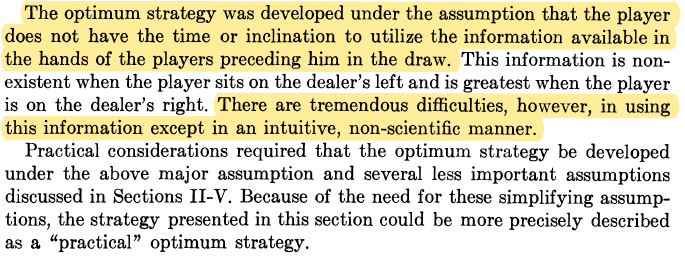 The optimum strategy was developed under the assumption that the player
does not have the time or inclination to utilize the information available in
the hands of the players preceding him in the draw. This information is non-
existent when the player sits on the dealer's left and is greatest when the player
is on the dealer's right. There are tremendous difficulties, however, in using
this information except in an intuitive, non-scientific manner.
Practical considerations required that the optimum strategy be developed
under the above major assumption and several less important assumptions
discussed in Sections II-V. Because of the need for these simplifying assump-
tions, the strategy presented in this section could be more precisely described
as a "practical" optimum strategy.